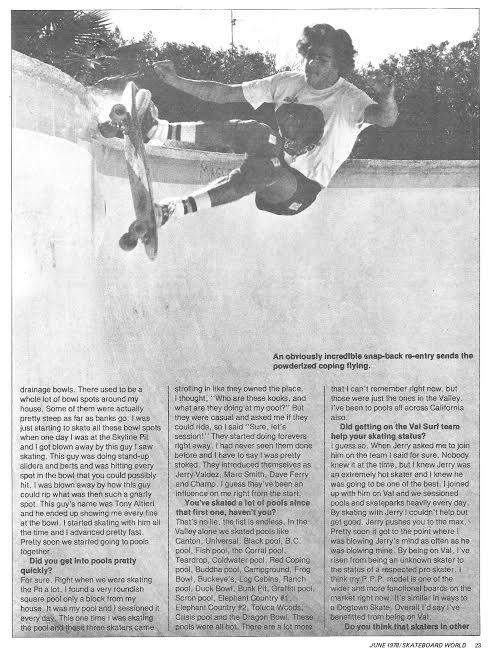 An obviously incredible snap-back re-entry sends the
powderized coping flying.
drainage bowls. There used to be a
whole lot of bowl spots around my
house. Some of them were actually
pretty steep as far as banks go. I was
just starting to skate all these bowl spots
when one day I was at the Skyline Pit
and I got blown away by this guy I saw
skating. This guy was doing stand-up
sliders and berts and was hitting every
spot in the bowl that you could possibly
hit. I was blown away by how this guy
could rip what was then such a gnarly
spot. This guy's name was Tony Altieri
and he ended up showing me every line
at the bowl. I started skating with him all
the time and I advanced pretty fast.
Pretty soon we started going to pools
together.
Did you get into pools pretty
quickly?
For sure. Right when we were skating
the Pit a lot, I found a very roundish
square pool only a block from my
house. It was my pool and I sessioned it
every day. This one time I was skating
the pool and these three skaters came
strolling in like they owned the place.
I thought, "Who are these kooks, and
what are they doing at my pool?" But
they were casual and asked me if they
could ride, so I said "Sure, let's
session!" They started doing forevers
right away. I had never seen them done
before and I have to say I was pretty
stoked. They introduced themselves as
Jerry Valdez, Marc Smith, Dave Ferry
and Champ. I guess they've been an
influence on me right from the start.
You've skated a lot of pools since
that first one, haven't you?
That's no lie, the list is endless. In the
Valley alone we skated pools like
Canton, Universal, Black pool, B.C.
pool, Fish pool, the Corral pool,
Teardrop, Coldwater pool, Red Coping
pool, Buddha pool, Campground, Frog
Bowl, Buckeye's, Log Cabins, Ranch
pool, Duck Bowl, Bunk Fit, Graffiti pool,
Scron pool, Elephant Country #1,
Elephant Country #2, Toluca Woods,
Crisis pool and the Dragon Bowl. These
pools were all hot. There are a lot more
that I can't remember right now, but
those were just the ones in the Valley.
I've been to pools all across California
also.
Did getting on the Val Surf team
help your skating status?
I guess so. When Jerry asked me to join
him on the team I said for sure. Nobody
knew it at the time, but I knew Jerry was
an extremely hot skater and I knew he
was going to be one of the best. I joined
up with him on Val and we sessioned
pools and skateparks heavily every day.
By skating with Jerry I couldn't help but
get good. Jerry pushes you to the max.
Pretty soon it got to the point where I
was blowing Jerry's mind as often as he
was blowing mine. By being on Val, I've
risen from being an unknown skater to
the status of a respected pro skater. I
think my P.P.P. model is one of the
wider and more functional boards on the
market right now. It's similar in ways to
a Dogtown Skate. Overall I'd say I've
benefitted from being on Val.
Do you think that skaters in other
JUNE 1978/SKATEBOARD WORLD 23